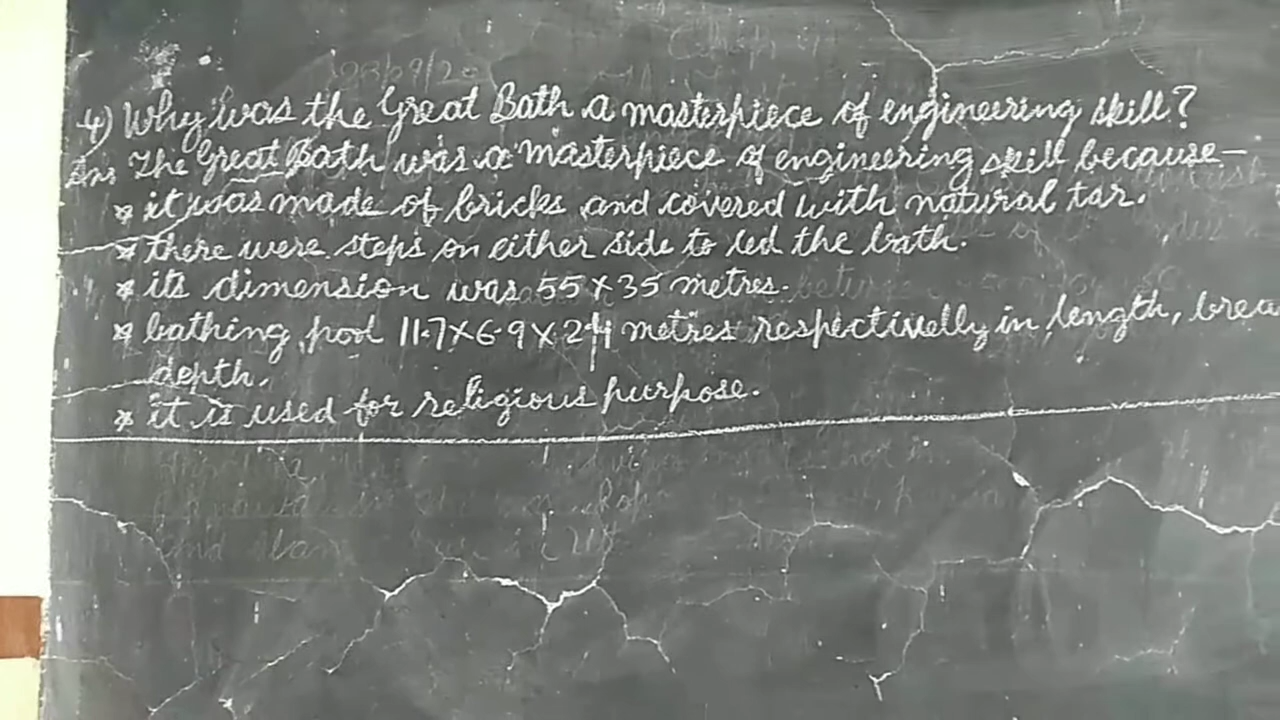 4) Why was the Great Bath a masterpiece of engineering skill?
Ans The Great Bath was a masterpiece of engineering skill because—
* it was made of bricks and covered with natural tar.
* there were steps on either side to led the bath.
* its dimension was 55 x 35 metres.
* bathing pool 11.7 x 6.9 x 2.4 metres respectivelly in length, brea
depth.
* it is used for religious purpose.